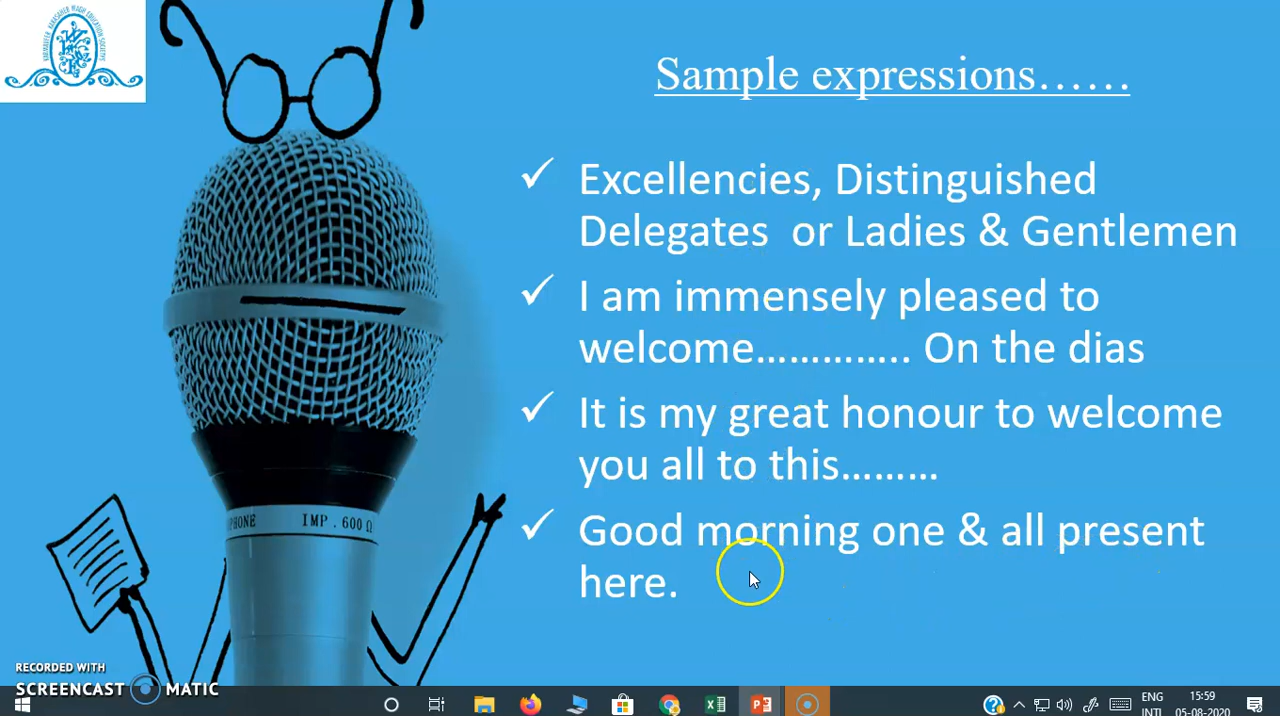 Sample expressions……
✓ Excellencies, Distinguished
Delegates or Ladies & Gentlemen
✓ I am immensely pleased to
welcome………….. On the dias
✓ It is my great honour to welcome
you all to this………
✓ Good morning one & all present
here.
PHONE IMP . 600 Ω
RECORDED WITH
SCREENCAST MATIC
ENG
INTL
15:59
05-08-2020